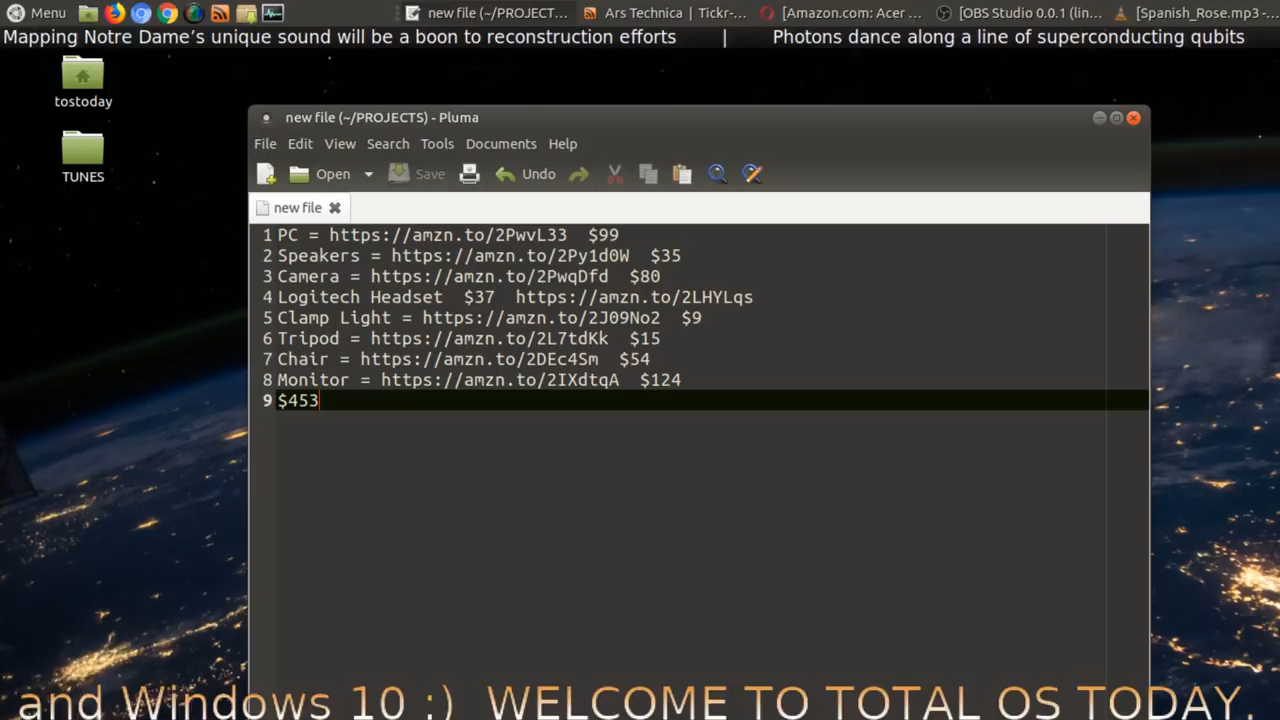 Menu
new file (~/PROJECT...
Ars Technica | Tickr-...
[Amazon.com: Acer ...
[OBS Studio 0.0.1 (lin...
[Spanish_Rose.mp3 -...
Mapping Notre Dame’s unique sound will be a boon to reconstruction efforts | Photons dance along a line of superconducting qubits
tostoday
TUNES
new file (~/PROJECTS) - Pluma
File Edit View Search Tools Documents Help
Open Save Undo
new file
1 PC = https://amzn.to/2PwvL33 $99
2 Speakers = https://amzn.to/2Py1d0W $35
3 Camera = https://amzn.to/2PwqDfd $80
4 Logitech Headset $37 https://amzn.to/2LHYLqs
5 Clamp Light = https://amzn.to/2J09No2 $9
6 Tripod = https://amzn.to/2L7tdKk $15
7 Chair = https://amzn.to/2DEc4Sm $54
8 Monitor = https://amzn.to/2IXdtqA $124
9 $453
and Windows 10 :) WELCOME TO TOTAL OS TODAY.